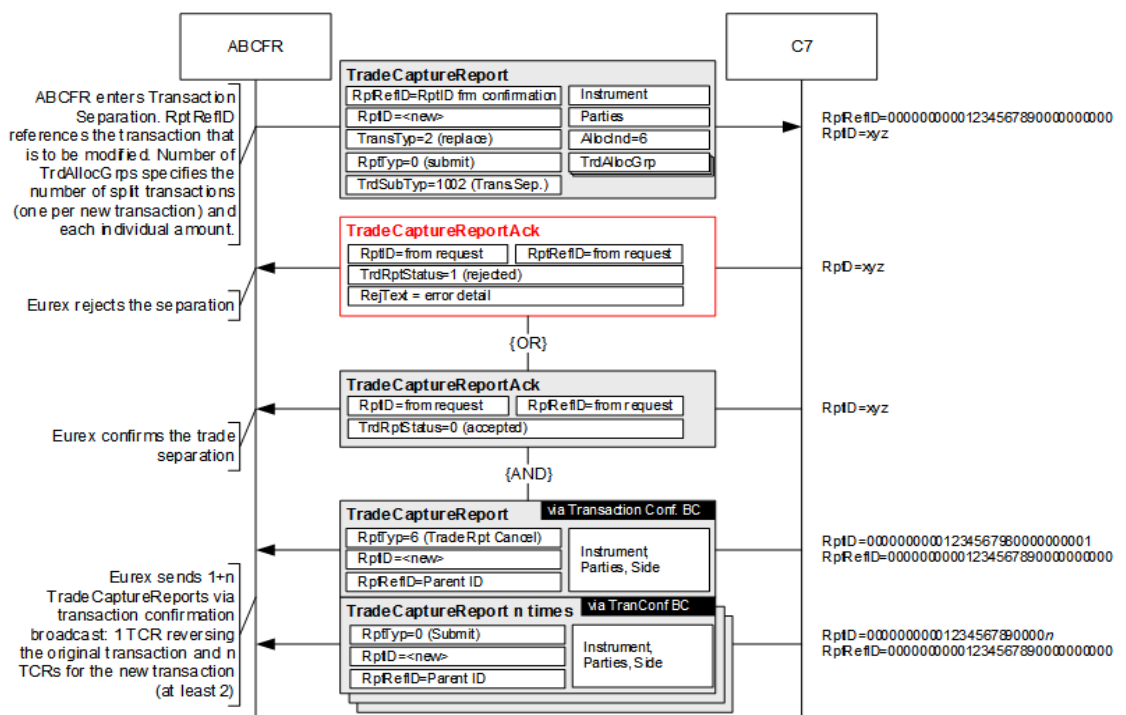 ABCFR
C7
ABCFR enters Transaction
Separation. RptRefID
references the transaction that
is to be modified. Number of
TrdAllocGrps specifies the
number of split transactions
(one per new transaction) and
each individual amount.
TradeCaptureReport
RptRefID=RptID frm confirmation
Instrument
RptID=<new>
Parties
TransTyp=2 (replace)
AllocInd=6
RptTyp=0 (submit)
TrdAllocGrp
TrdSubTyp=1002 (Trans.Sep.)
RptRefID=0000000001234567890000000000
RptID=xyz
TradeCaptureReportAck
RptID=from request
RptRefID=from request
TrdRptStatus=1 (rejected)
RejText = error detail
RptID=xyz
Eurex rejects the separation
{OR}
TradeCaptureReportAck
RptID=from request
RptRefID=from request
TrdRptStatus=0 (accepted)
RptID=xyz
Eurex confirms the trade
separation
{AND}
TradeCaptureReport
via Transaction Conf. BC
RptTyp=6 (TradeRpt Cancel)
RptID=<new>
RptRefID=Parent ID
Instrument,
Parties, Side
RptID=0000000001234567980000000001
RptRefID=0000000001234567890000000000
Eurex sends 1+n
TradeCaptureReports via
transaction confirmation
broadcast: 1 TCR reversing
the original transaction and n
TCRs for the new transaction
(at least 2)
TradeCaptureReport n times
via TranConf BC
RptTyp=0 (Submit)
RptID=<new>
RptRefID=Parent ID
Instrument,
Parties, Side
RptID=00000000001234567890000n
RptRefID=0000000001234567890000000000